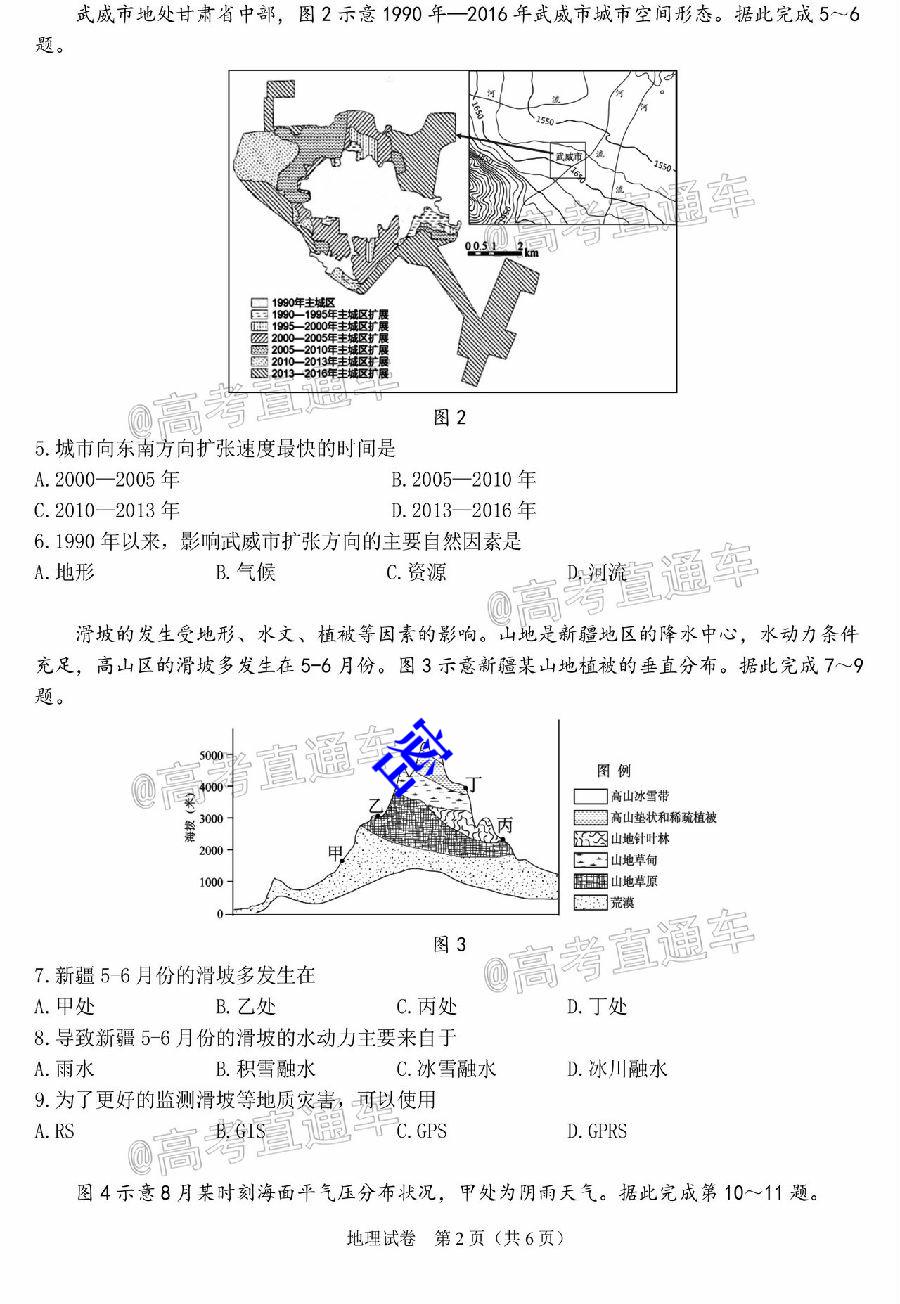 武威市地处甘肃省中部，图 2 示意 1990 年—2016 年武威市城市空间形态。据此完成 5～6
题。
河
流
河
河
1550
1550
武威市
流
1550
1650
1650
流
0 0.5 1 2 km
1990年主城区
1990—1995年主城区扩展
1995—2000年主城区扩展
2000—2005年主城区扩展
2005—2010年主城区扩展
2010—2013年主城区扩展
2013—2016年主城区扩展
@高考直通车
@高考直通车
图 2
5.城市向东南方向扩张速度最快的时间是
A.2000—2005 年 B.2005—2010 年
C.2010—2013 年 D.2013—2016 年
6.1990 年以来，影响武威市扩张方向的主要自然因素是
A.地形 B.气候 C.资源 D.河流
@高考直通车
滑坡的发生受地形、水文、植被等因素的影响。山地是新疆地区的降水中心，水动力条件
充足，高山区的滑坡多发生在 5-6 月份。图 3 示意新疆某山地植被的垂直分布。据此完成 7～9
题。
@高考直通车
密
海拔（米）
5000
4000
3000
2000
1000
0
甲
乙
丙
丁
图 例
高山冰雪带
高山垫状和稀疏植被
山地针叶林
山地草甸
山地草原
荒漠
图 3
@高考直通车
7.新疆 5-6 月份的滑坡多发生在
A.甲处 B.乙处 C.丙处 D.丁处
8.导致新疆 5-6 月份的滑坡的水动力主要来自于
A.雨水 B.积雪融水 C.冰雪融水 D.冰川融水
9.为了更好的监测滑坡等地质灾害，可以使用
A.RS B.GIS C.GPS D.GPRS
@高考直通车
图 4 示意 8 月某时刻海面平气压分布状况，甲处为阴雨天气。据此完成第 10～11 题。
地理试卷 第 2 页（共 6 页）